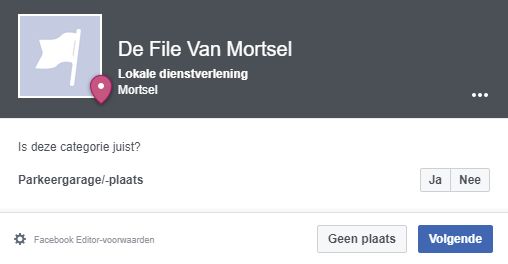 De File Van Mortsel
Lokale dienstverlening
Mortsel
Is deze categorie juist?
Parkeergarage/-plaats Ja Nee
Facebook Editor-voorwaarden Geen plaats Volgende